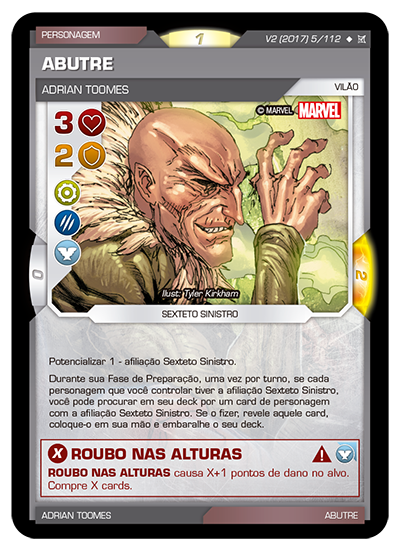 PERSONAGEM
1
V2 (2017) 5/112
ABUTRE
ADRIAN TOOMES
VILÃO
© MARVEL MARVEL
3
2
0
2
Ilust: Tyler Kirkham
SEXTETO SINISTRO
Potencializar 1 - afiliação Sexteto Sinistro.
Durante sua Fase de Preparação, uma vez por turno, se cada
personagem que você controlar tiver a afiliação Sexteto Sinistro,
você pode procurar em seu deck por um card de personagem
com a afiliação Sexteto Sinistro. Se o fizer, revele aquele card,
coloque-o em sua mão e embaralhe o seu deck.
X ROUBO NAS ALTURAS
ROUBO NAS ALTURAS causa X+1 pontos de dano no alvo.
Compre X cards.
ADRIAN TOOMES
ABUTRE